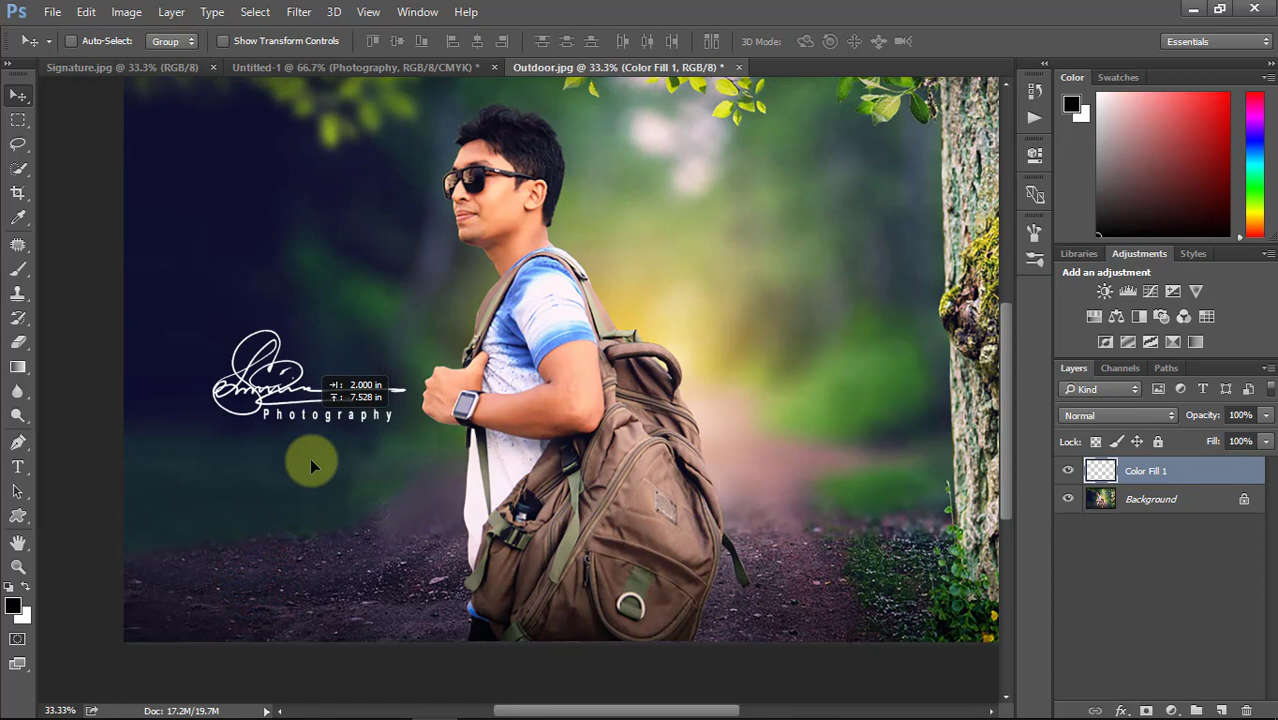 Ps File Edit Image Layer Type Select Filter 3D View Window Help
Auto-Select: Group Show Transform Controls 3D Mode: Essentials
Signature.jpg @ 33.3% (RGB/8) × Untitled-1 @ 66.7% (Photography, RGB/8/CMYK) * × Outdoor.jpg @ 33.3% (Color Fill 1, RGB/8) * ×
Color Swatches
Libraries Adjustments Styles
Add an adjustment
Layers Channels Paths
Kind
Normal Opacity: 100%
Lock: Fill: 100%
Color Fill 1
Background
2.000 in
7.528 in
Photography
33.33% Doc: 17.2M/19.7M